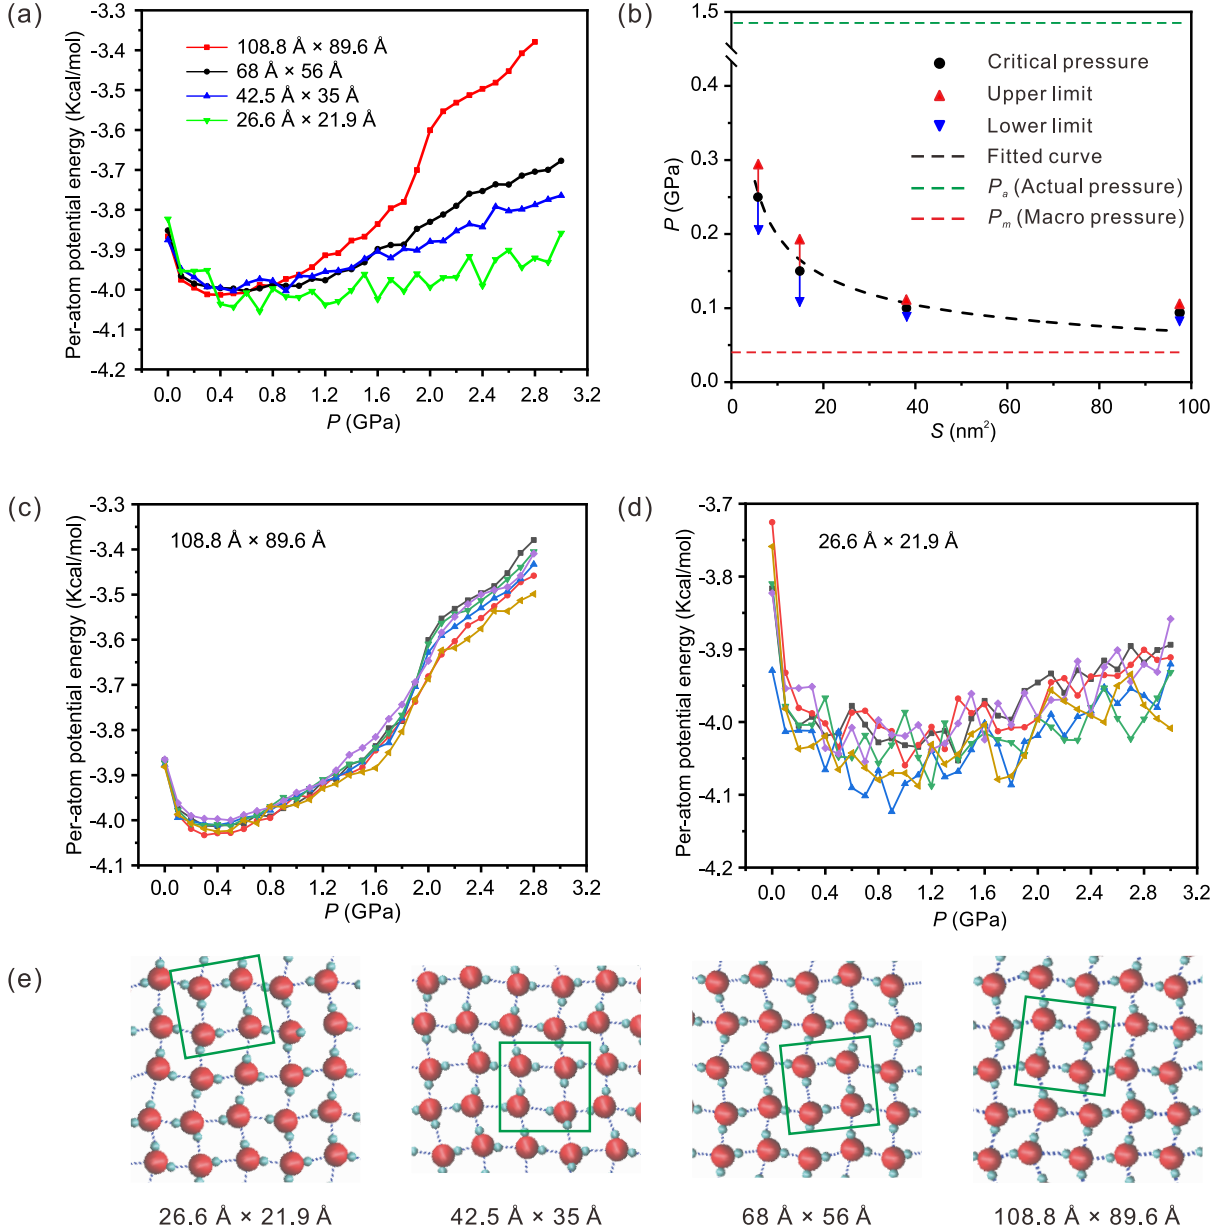 (a)
-3.3
-3.4
-3.5
-3.6
-3.7
-3.8
-3.9
-4.0
-4.1
-4.2
Per-atom potential energy (Kcal/mol)
108.8 Å × 89.6 Å
68 Å × 56 Å
42.5 Å × 35 Å
26.6 Å × 21.9 Å
0.0 0.4 0.8 1.2 1.6 2.0 2.4 2.8 3.2
P (GPa)
(b)
1.5
0.4
0.3
0.2
0.1
0.0
P (GPa)
Critical pressure
Upper limit
Lower limit
Fitted curve
Pa (Actual pressure)
Pm (Macro pressure)
0 20 40 60 80 100
S (nm²)
(c)
-3.3
-3.4
-3.5
-3.6
-3.7
-3.8
-3.9
-4.0
-4.1
Per-atom potential energy (Kcal/mol)
108.8 Å × 89.6 Å
0.0 0.4 0.8 1.2 1.6 2.0 2.4 2.8 3.2
P (GPa)
(d)
-3.7
-3.8
-3.9
-4.0
-4.1
-4.2
Per-atom potential energy (Kcal/mol)
26.6 Å × 21.9 Å
0.0 0.4 0.8 1.2 1.6 2.0 2.4 2.8 3.2
P (GPa)
(e)
26.6 Å × 21.9 Å
42.5 Å × 35 Å
68 Å × 56 Å
108.8 Å × 89.6 Å